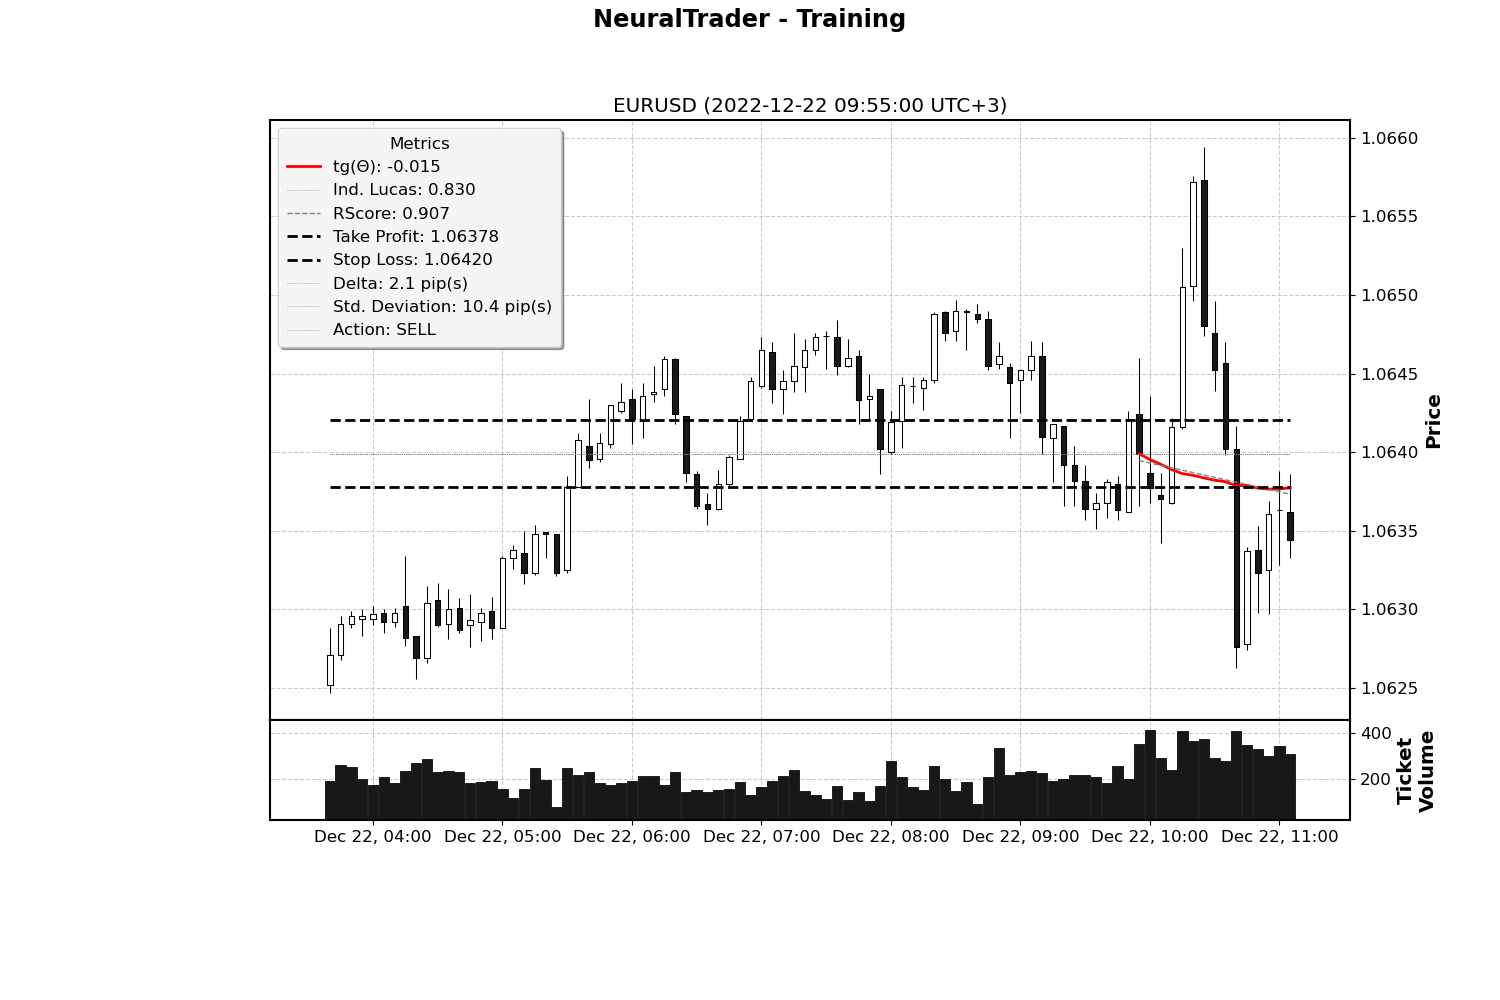 NeuralTrader - Training
EURUSD (2022-12-22 09:55:00 UTC+3)
Metrics
tg(Θ): -0.015
Ind. Lucas: 0.830
RScore: 0.907
Take Profit: 1.06378
Stop Loss: 1.06420
Delta: 2.1 pip(s)
Std. Deviation: 10.4 pip(s)
Action: SELL
1.0660
1.0655
1.0650
1.0645
1.0640
1.0635
1.0630
1.0625
Price
400
200
Ticket
Volume
Dec 22, 04:00 Dec 22, 05:00 Dec 22, 06:00 Dec 22, 07:00 Dec 22, 08:00 Dec 22, 09:00 Dec 22, 10:00 Dec 22, 11:00